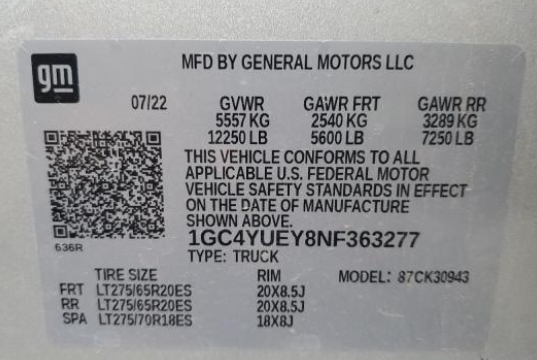 gm
MFD BY GENERAL MOTORS LLC
07/22 GVWR GAWR FRT GAWR RR
5557 KG 2540 KG 3289 KG
12250 LB 5600 LB 7250 LB
THIS VEHICLE CONFORMS TO ALL
APPLICABLE U.S. FEDERAL MOTOR
VEHICLE SAFETY STANDARDS IN EFFECT
ON THE DATE OF MANUFACTURE
SHOWN ABOVE.
636R
1GC4YUEY8NF363277
TYPE: TRUCK
TIRE SIZE RIM MODEL: 87CK30943
FRT LT275/65R20ES 20X8.5J
RR LT275/65R20ES 20X8.5J
SPA LT275/70R18ES 18X8J